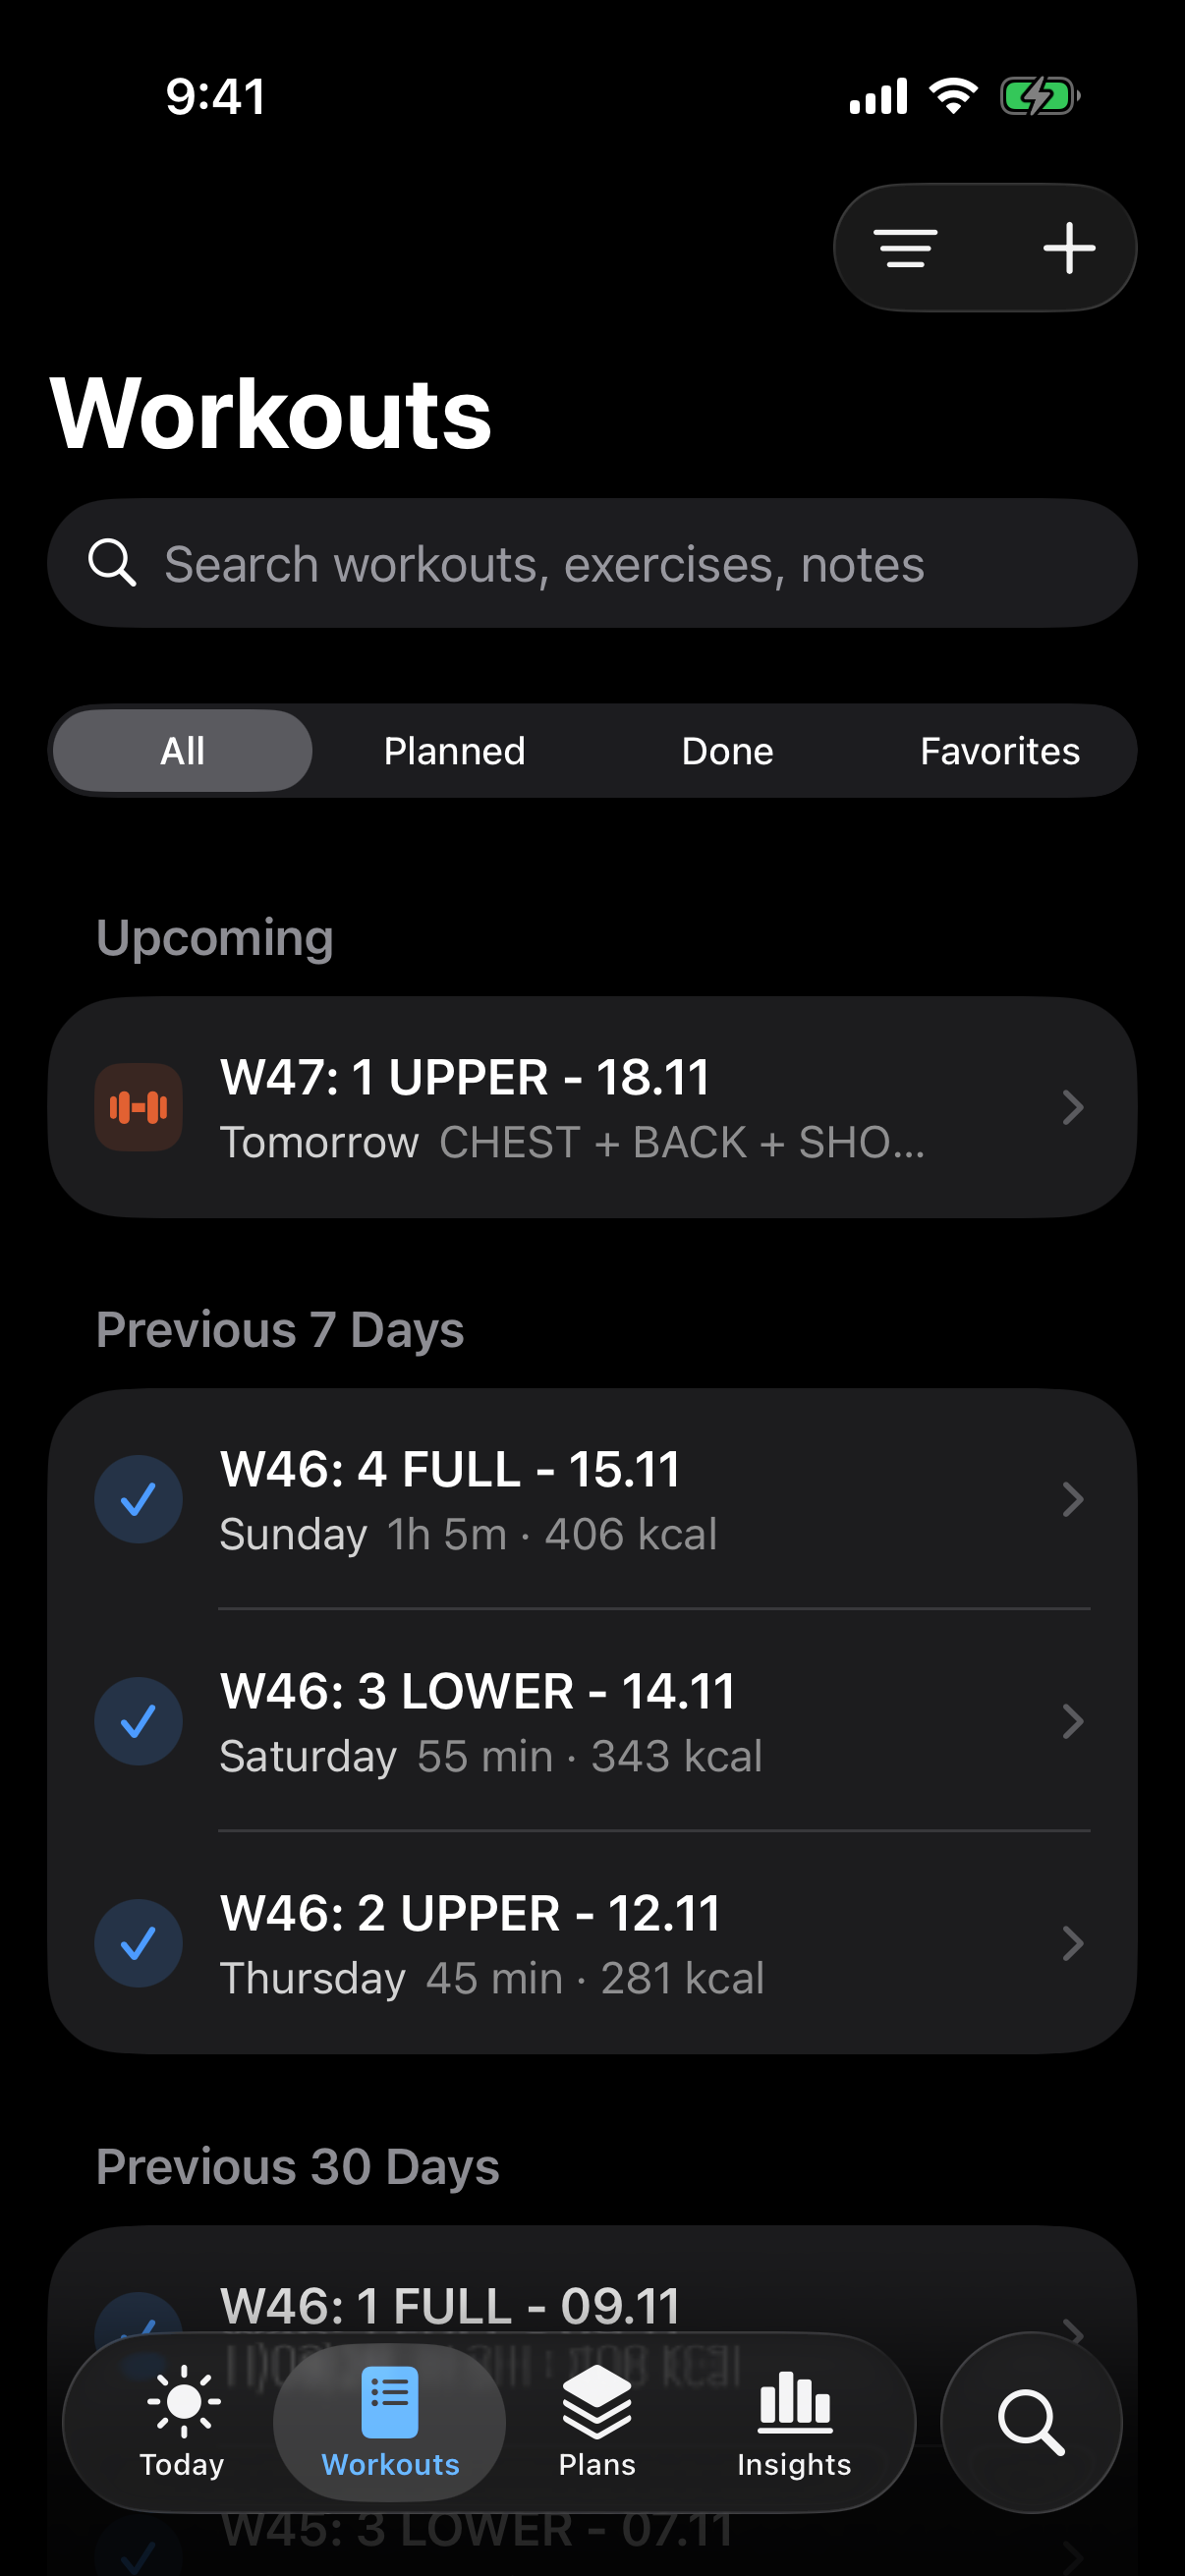 9:41
Workouts
Search workouts, exercises, notes
All Planned Done Favorites
Upcoming
W47: 1 UPPER - 18.11
Tomorrow CHEST + BACK + SHO...
Previous 7 Days
W46: 4 FULL - 15.11
Sunday 1h 5m · 406 kcal
W46: 3 LOWER - 14.11
Saturday 55 min · 343 kcal
W46: 2 UPPER - 12.11
Thursday 45 min · 281 kcal
Previous 30 Days
W46: 1 FULL - 09.11
Today Workouts Plans Insights
W45: 3 LOWER - 07.11